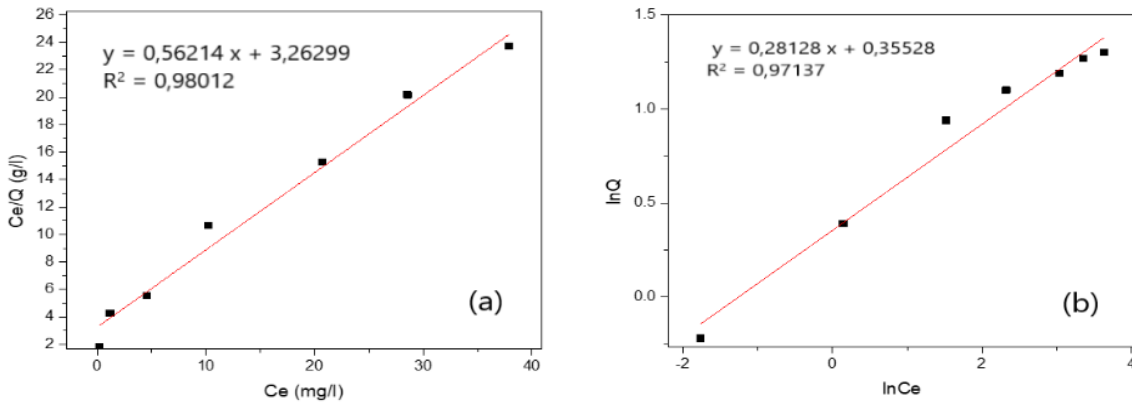 y = 0,56214 x + 3,26299
R² = 0,98012
26
24
22
20
18
16
14
12
10
8
6
4
2
Ce/Q (g/l)
0
10
20
30
40
Ce (mg/l)
(a)
y = 0,28128 x + 0,35528
R² = 0,97137
1.5
1.0
0.5
0.0
lnQ
-2
0
2
4
lnCe
(b)